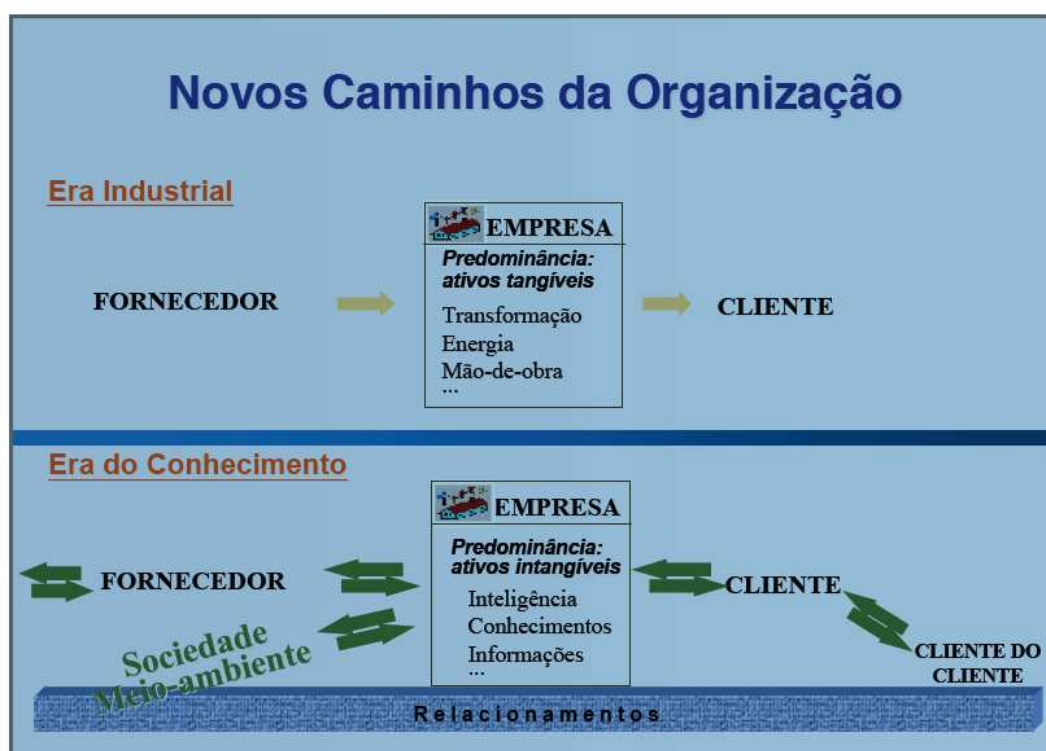 Novos Caminhos da Organização
Era Industrial
EMPRESA
Predominância:
ativos tangíveis
FORNECEDOR
CLIENTE
Transformação
Energia
Mão-de-obra
...
Era do Conhecimento
EMPRESA
Predominância:
ativos intangíveis
FORNECEDOR
CLIENTE
Inteligência
Conhecimentos
Informações
...
Sociedade
Meio-ambiente
CLIENTE DO
CLIENTE
Relacionamentos